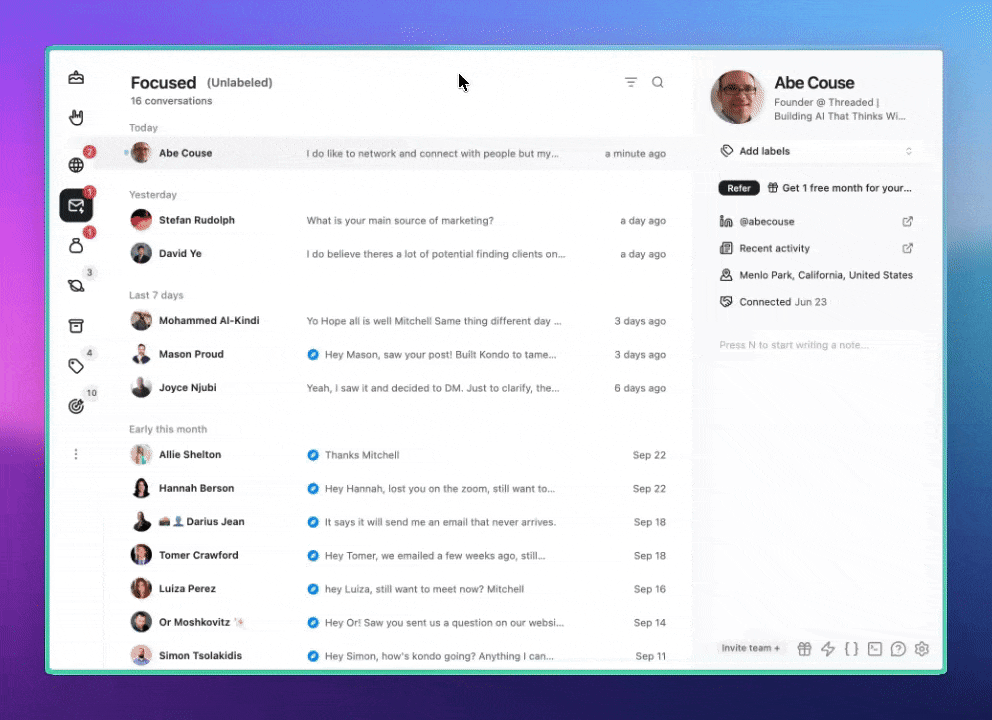 Focused (Unlabeled)
16 conversations
Today
Abe Couse I do like to network and connect with people but my... a minute ago
Yesterday
Stefan Rudolph What is your main source of marketing? a day ago
David Ye I do believe theres a lot of potential finding clients on... a day ago
Last 7 days
Mohammed Al-Kindi Yo Hope all is well Mitchell Same thing different day ... 3 days ago
Mason Proud Hey Mason, saw your post! Built Kondo to tame... 3 days ago
Joyce Njubi Yeah, I saw it and decided to DM. Just to clarify, the... 6 days ago
Early this month
Allie Shelton Thanks Mitchell Sep 22
Hannah Berson Hey Hannah, lost you on the zoom, still want to... Sep 22
Darius Jean It says it will send me an email that never arrives. Sep 18
Tomer Crawford Hey Tomer, we emailed a few weeks ago, still... Sep 18
Luiza Perez hey Luiza, still want to meet now? Mitchell Sep 16
Or Moshkovitz Hey Or! Saw you sent us a question on our websi... Sep 14
Simon Tsolakidis Hey Simon, how's kondo going? Anything I can... Sep 11
2
1
3
4
10
Abe Couse
Founder @ Threaded |
Building AI That Thinks Wi...
Add labels
Refer Get 1 free month for your...
@abecouse
Recent activity
Menlo Park, California, United States
Connected Jun 23
Press N to start writing a note...
Invite team +